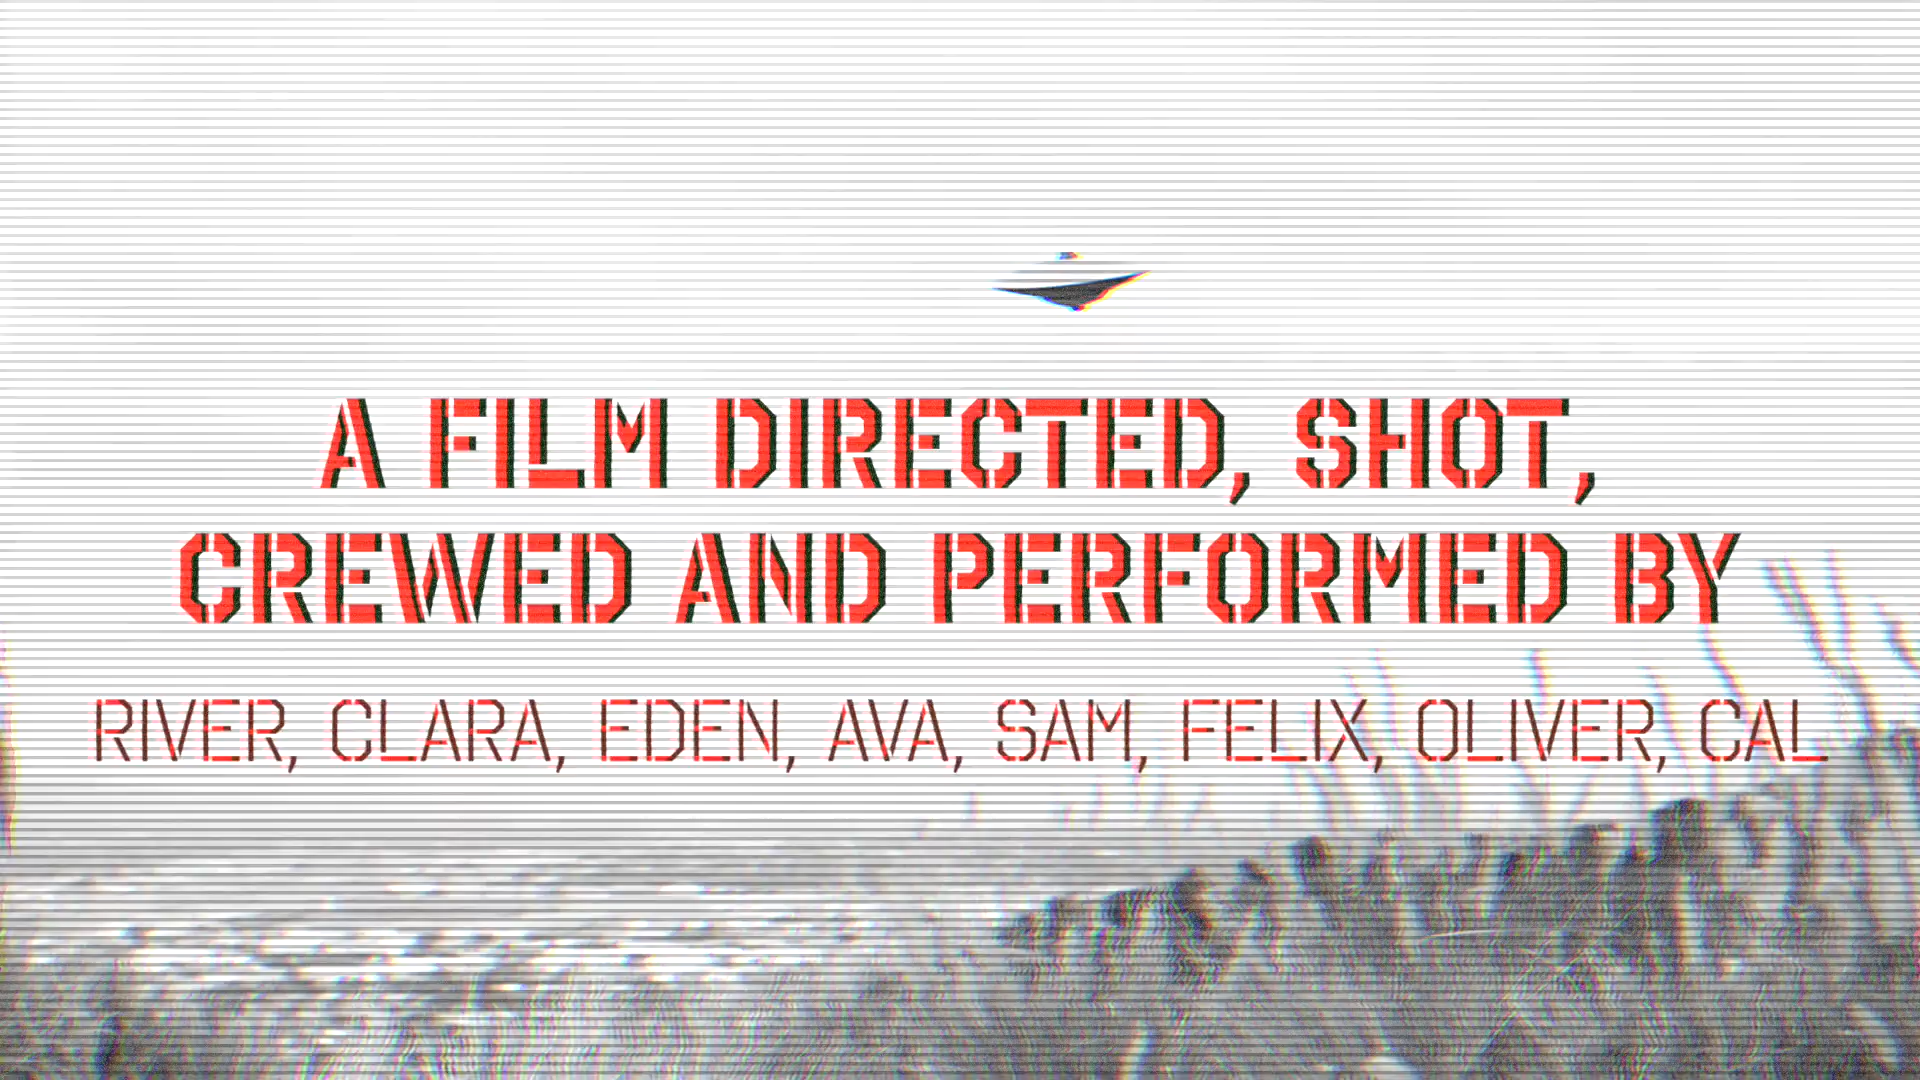 A FILM DIRECTED, SHOT,
CREWED AND PERFORMED BY
RIVER, CLARA, EDEN, AVA, SAM, FELIX, OLIVER, CAL